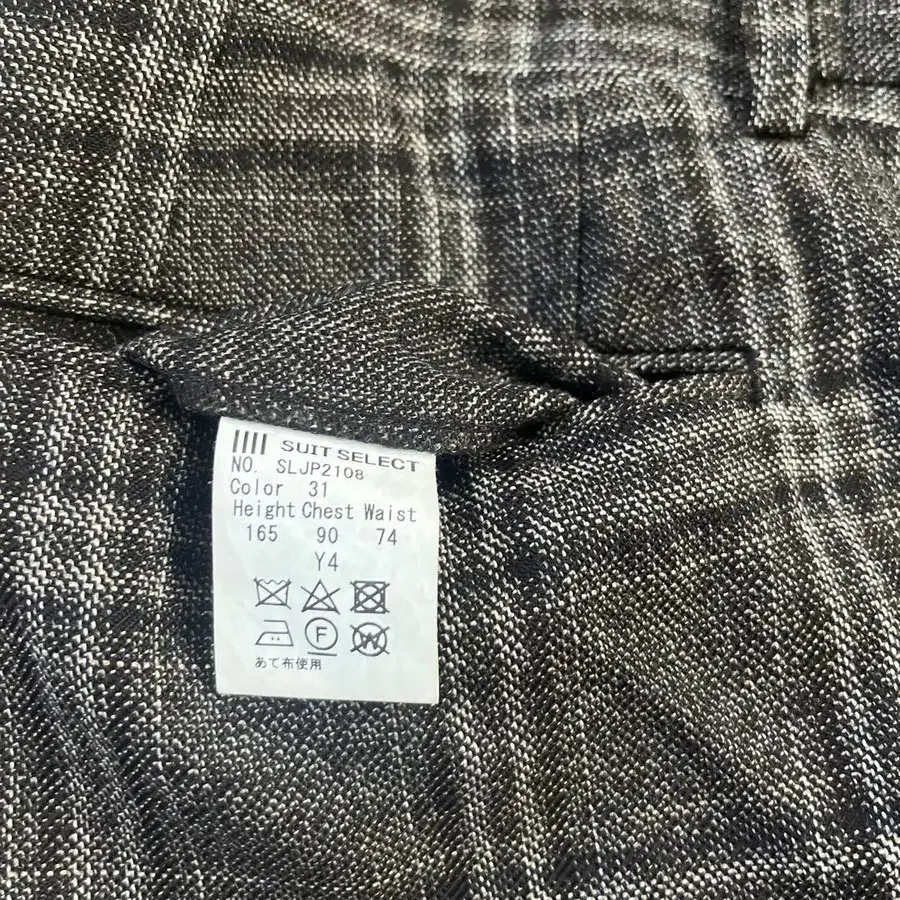 SUIT SELECT
NO. SLJP2108
Color 31
Height Chest Waist
165 90 74
Y4
F W
あて布使用